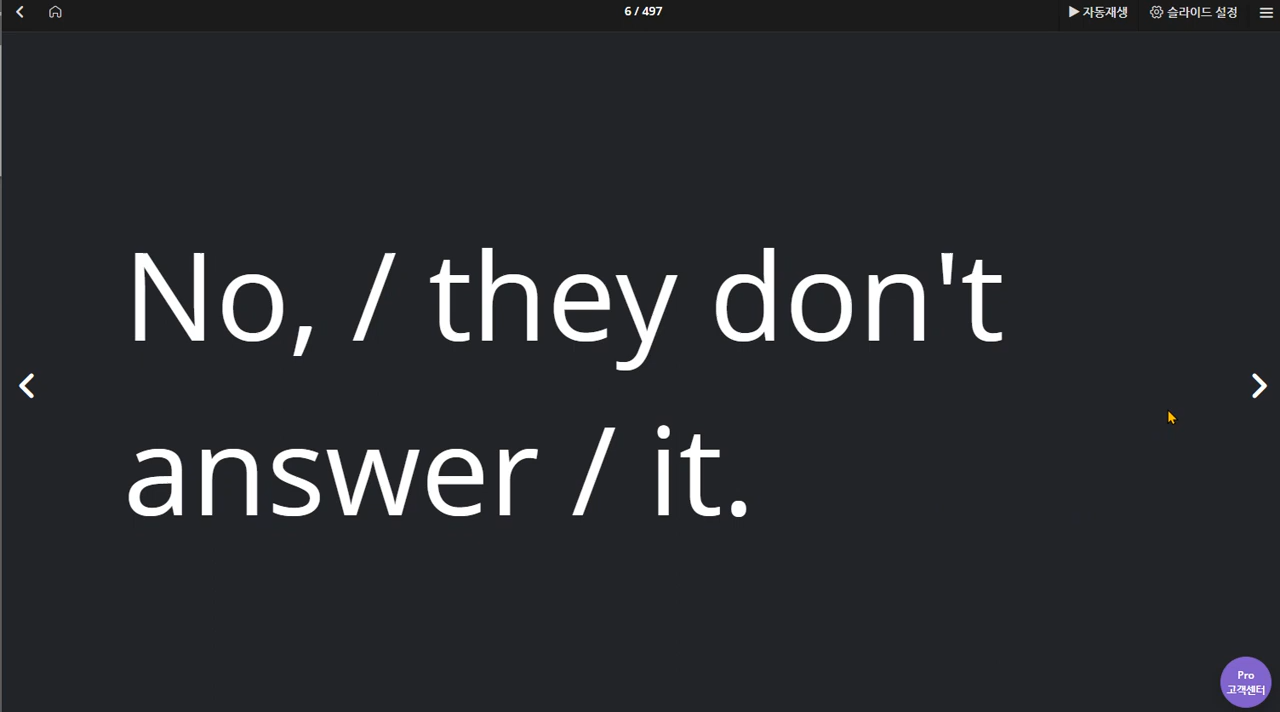 6 / 497
▶ 자동재생
슬라이드 설정
No, / they don't
answer / it.
Pro
고객센터